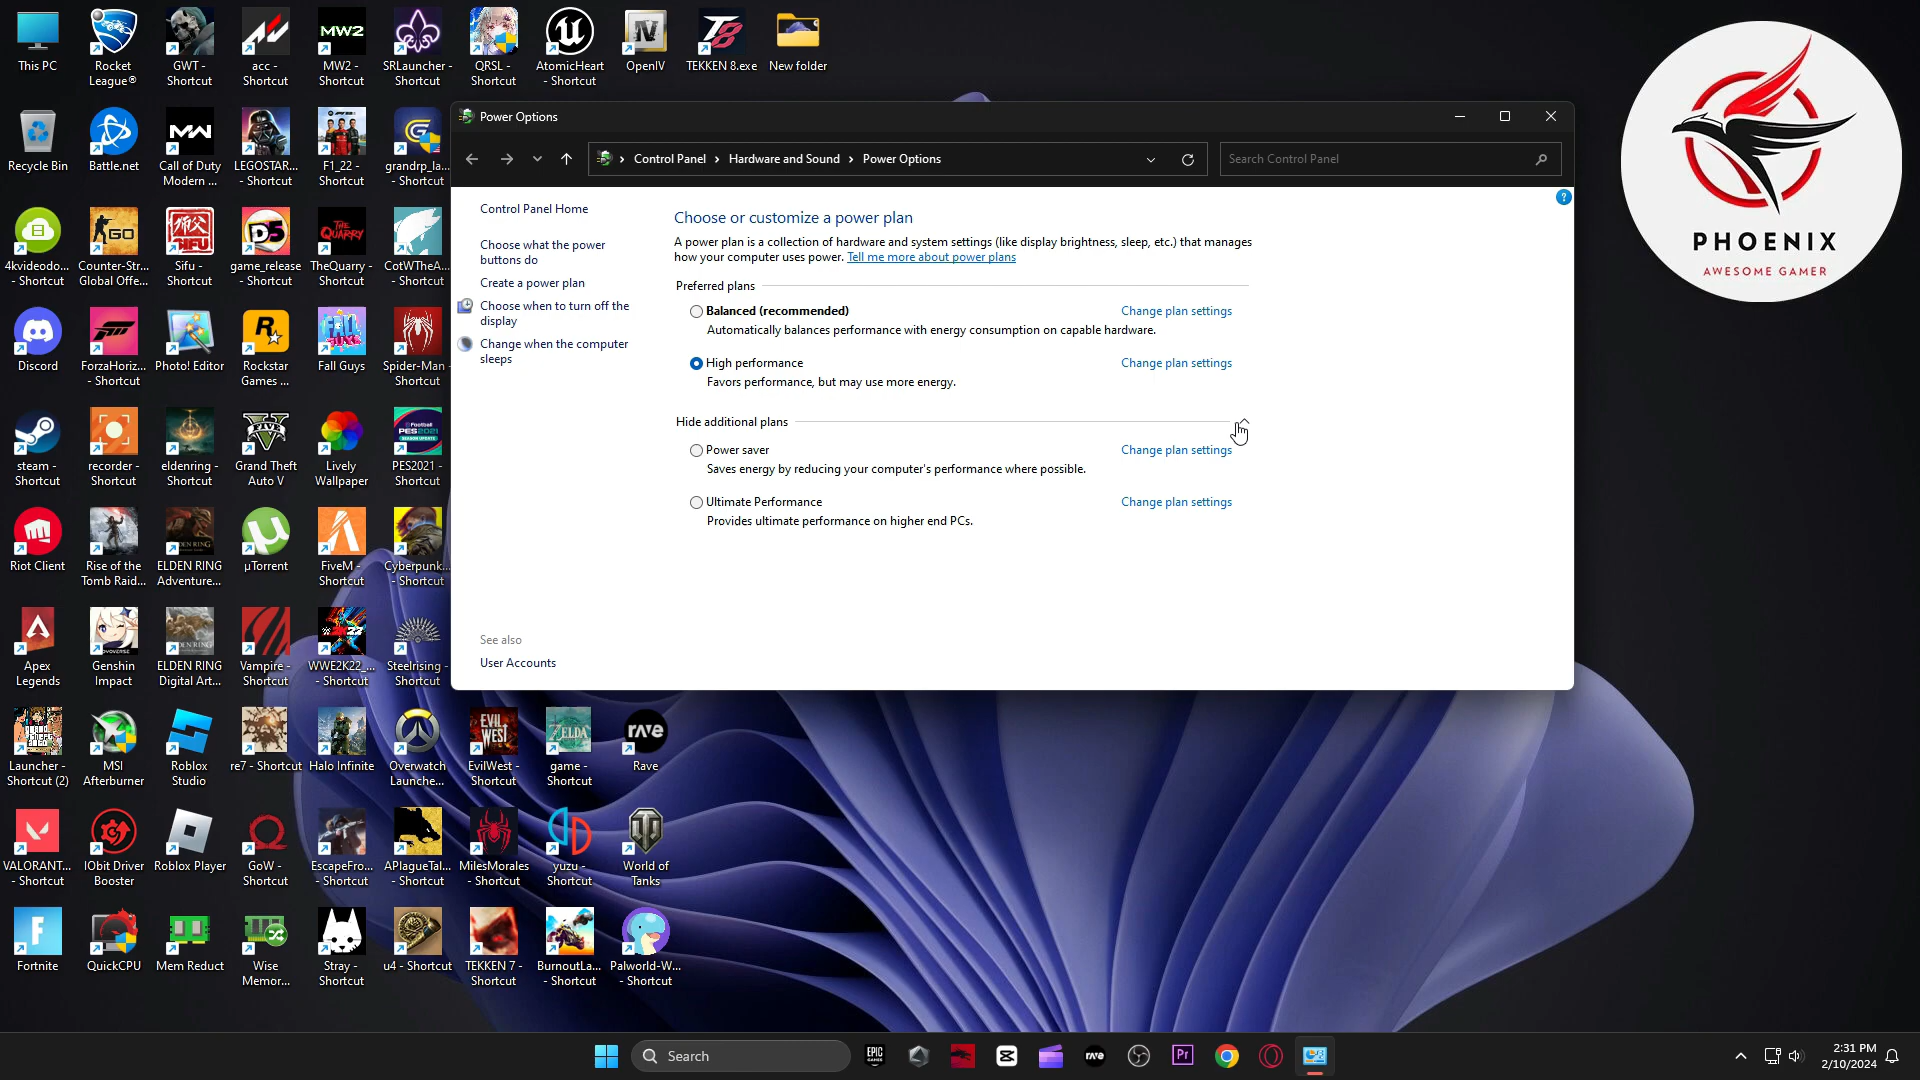 This PC
Rocket
League®
GWT -
Shortcut
acc -
Shortcut
MW2
MW2 -
Shortcut
SRLauncher -
Shortcut
QRSL -
Shortcut
AtomicHeart
- Shortcut
OpenIV
TEKKEN 8.exe
New folder
Recycle Bin
Battle.net
Call of Duty
Modern ...
LEGOSTAR...
- Shortcut
F1_22 -
Shortcut
grandrp_la...
- Shortcut
4kvideodo...
- Shortcut
GO
Counter-Str...
Global Offe...
Sifu -
Shortcut
D5
game_release
- Shortcut
THE QUARRY
TheQuarry -
Shortcut
CotWTheA...
- Shortcut
Discord
ForzaHoriz...
- Shortcut
Photo! Editor
Rockstar
Games ...
Fall Guys
Spider-Man -
Shortcut
steam -
Shortcut
recorder -
Shortcut
eldenring -
Shortcut
Grand Theft
Auto V
Lively
Wallpaper
PES2021 -
Shortcut
Riot Client
Rise of the
Tomb Raid...
ELDEN RING
Adventure...
µTorrent
FiveM -
Shortcut
Cyberpunk...
- Shortcut
Apex
Legends
Genshin
Impact
ELDEN RING
Digital Art...
Vampire -
Shortcut
WWE2K22_...
- Shortcut
Steelrising -
Shortcut
Launcher -
Shortcut (2)
MSI
Afterburner
Roblox
Studio
re7 - Shortcut
Halo Infinite
Overwatch
Launche...
EVIL
WEST
EvilWest -
Shortcut
ZELDA
game -
Shortcut
rave
Rave
VALORANT...
- Shortcut
IObit Driver
Booster
Roblox Player
GoW -
Shortcut
EscapeFro...
- Shortcut
APlagueTal...
- Shortcut
MilesMorales
- Shortcut
yuzu -
Shortcut
World of
Tanks
Fortnite
QuickCPU
Mem Reduct
Wise
Memor...
Stray -
Shortcut
u4 - Shortcut
TEKKEN 7 -
Shortcut
BurnoutLa...
- Shortcut
Palworld-W...
- Shortcut
Power Options
Control Panel
Hardware and Sound
Power Options
Search Control Panel
Control Panel Home
Choose what the power
buttons do
Create a power plan
Choose when to turn off the
display
Change when the computer
sleeps
See also
User Accounts
Choose or customize a power plan
A power plan is a collection of hardware and system settings (like display brightness, sleep, etc.) that manages
how your computer uses power. Tell me more about power plans
Preferred plans
Balanced (recommended)
Change plan settings
Automatically balances performance with energy consumption on capable hardware.
High performance
Change plan settings
Favors performance, but may use more energy.
Hide additional plans
Power saver
Change plan settings
Saves energy by reducing your computer's performance where possible.
Ultimate Performance
Change plan settings
Provides ultimate performance on higher end PCs.
PHOENIX
AWESOME GAMER
Search
EPIC
GAMES
rave
Pr
2:31 PM
2/10/2024